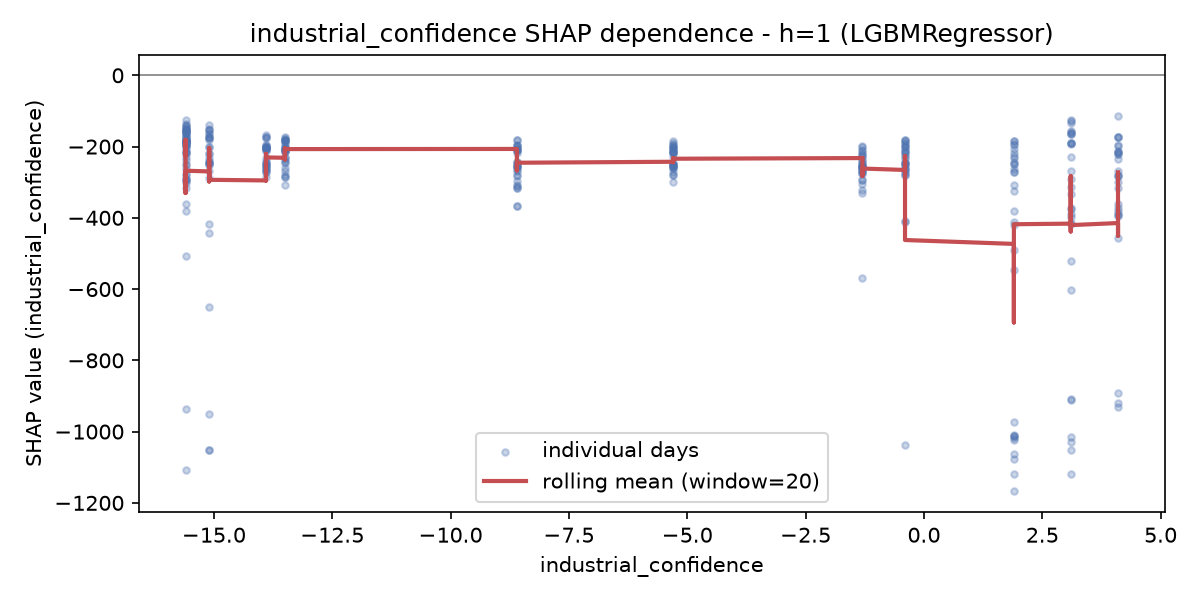 industrial_confidence SHAP dependence - h=1 (LGBMRegressor)
SHAP value (industrial_confidence)
0
−200
−400
−600
−800
−1000
−1200
individual days
rolling mean (window=20)
−15.0 −12.5 −10.0 −7.5 −5.0 −2.5 0.0 2.5 5.0
industrial_confidence